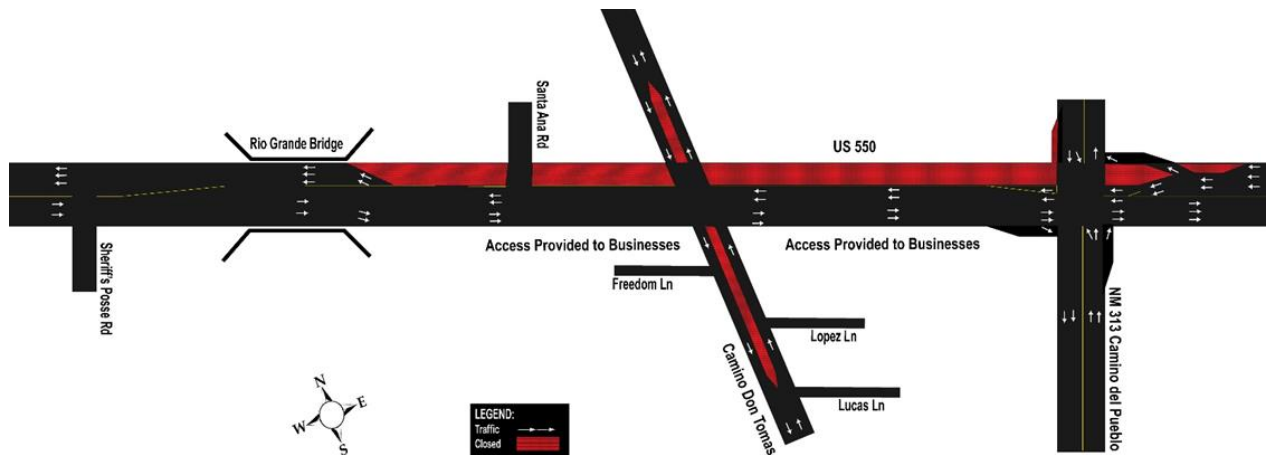 Rio Grande Bridge
Santa Ana Rd
US 550
Access Provided to Businesses
Access Provided to Businesses
Sheriff's Posse Rd
Freedom Ln
Lopez Ln
Lucas Ln
Camino Don Tomas
NM 313 Camino del Pueblo
N
E
W
S
LEGEND:
Traffic
Closed